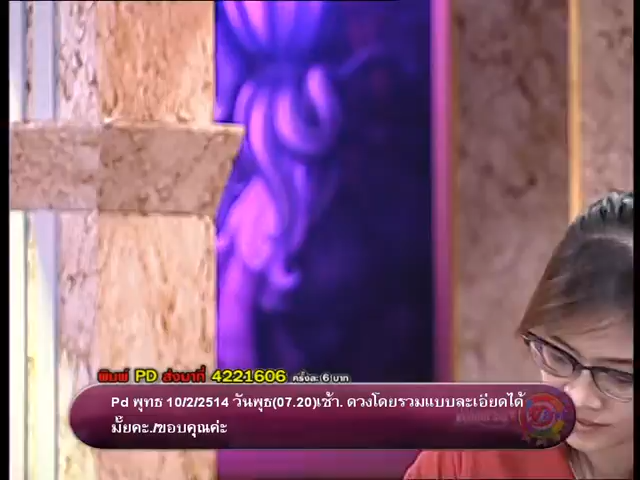 พิมพ์ PD ส่งมาที่ 4221606 ครั้งละ 6 บาท
Pd พุทธ 10/2/2514 วันพุธ(07.20)เช้า. ดวงโดยรวมแบบละเอียดได้
มั้ยคะ./ขอบคุณค่ะ